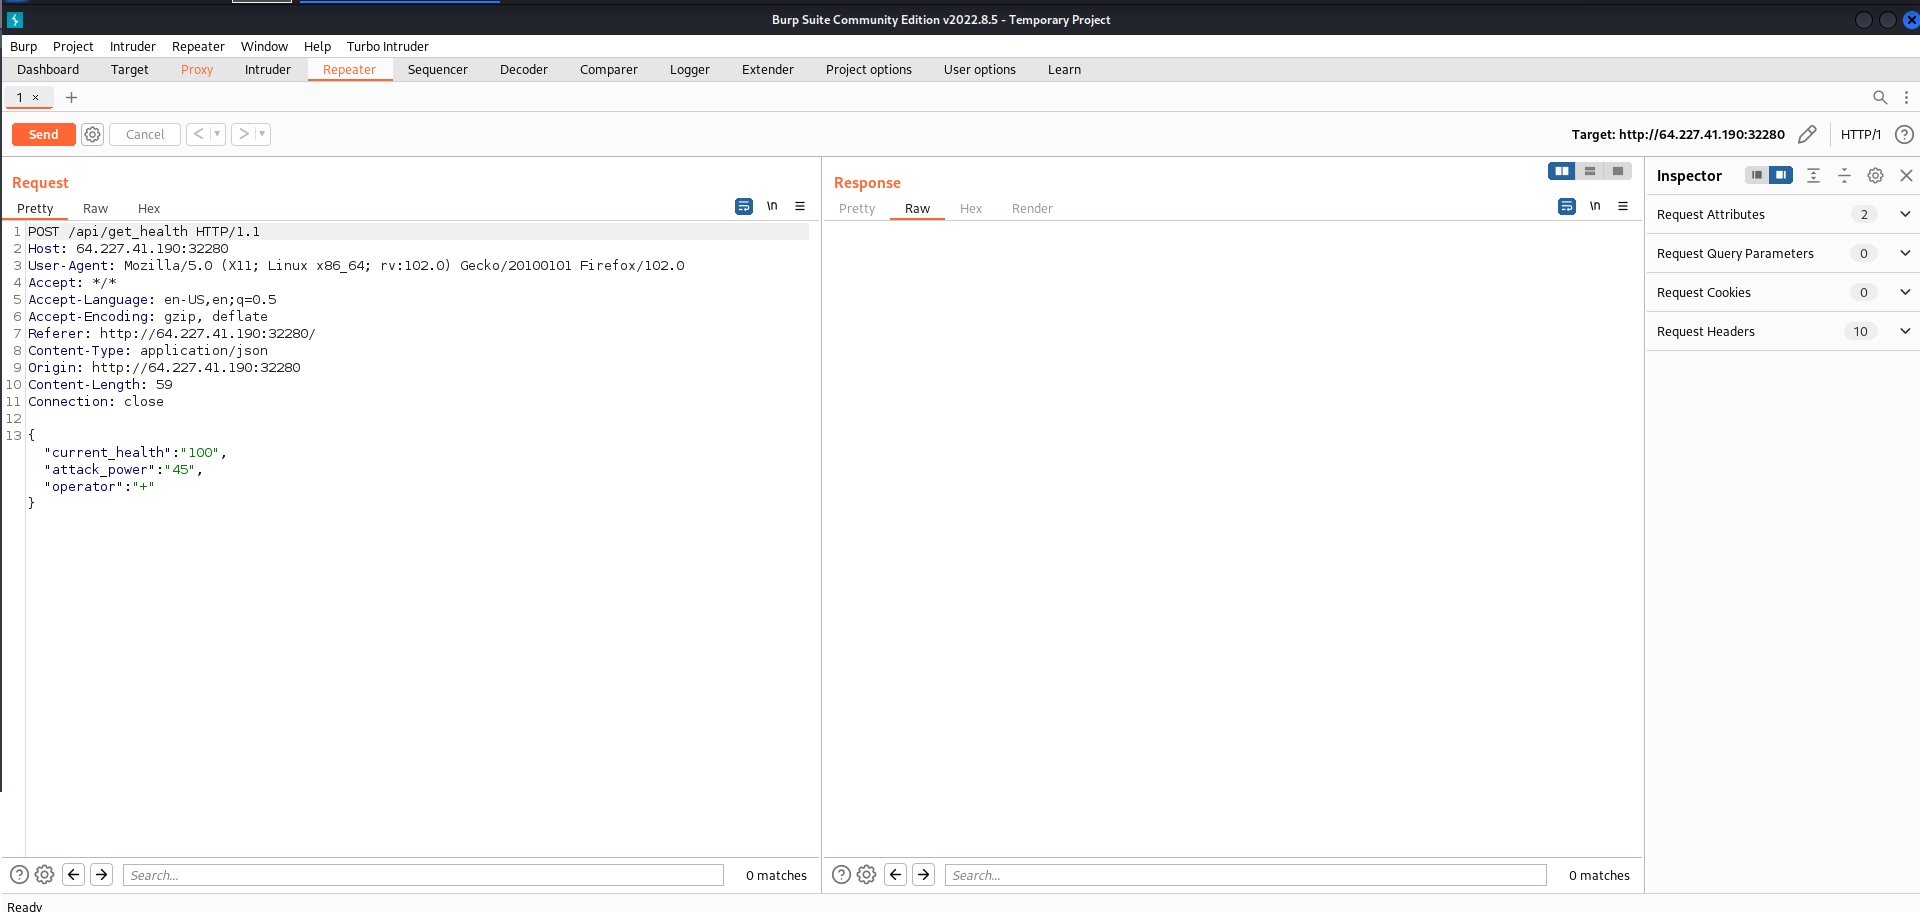 Burp Suite Community Edition v2022.8.5 - Temporary Project
Burp Project Intruder Repeater Window Help Turbo Intruder
Dashboard Target Proxy Intruder Repeater Sequencer Decoder Comparer Logger Extender Project options User options Learn
1 × +
Send Cancel < > Target: http://64.227.41.190:32280 HTTP/1 ?
Request
Pretty Raw Hex \n
1 POST /api/get_health HTTP/1.1
2 Host: 64.227.41.190:32280
3 User-Agent: Mozilla/5.0 (X11; Linux x86_64; rv:102.0) Gecko/20100101 Firefox/102.0
4 Accept: */*
5 Accept-Language: en-US,en;q=0.5
6 Accept-Encoding: gzip, deflate
7 Referer: http://64.227.41.190:32280/
8 Content-Type: application/json
9 Origin: http://64.227.41.190:32280
10 Content-Length: 59
11 Connection: close
12
13 {
"current_health":"100",
"attack_power":"45",
"operator":"+"
}
? Search... 0 matches
Response
Pretty Raw Hex Render \n
? Search... 0 matches
Inspector
Request Attributes 2
Request Query Parameters 0
Request Cookies 0
Request Headers 10
Ready